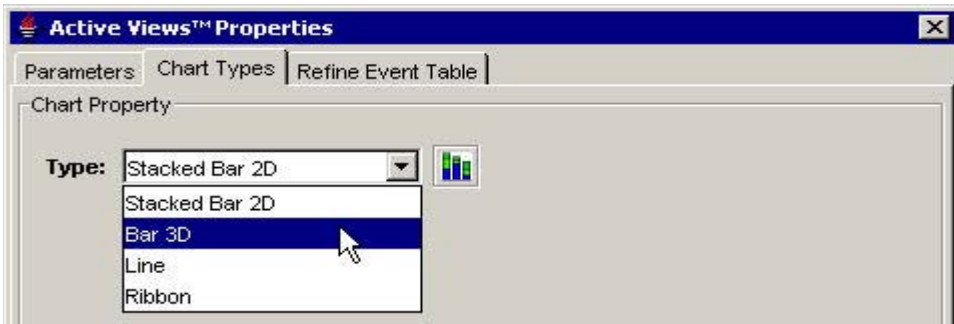 Active Views™ Properties
Parameters Chart Types Refine Event Table
Chart Property
Type: Stacked Bar 2D
Stacked Bar 2D
Bar 3D
Line
Ribbon